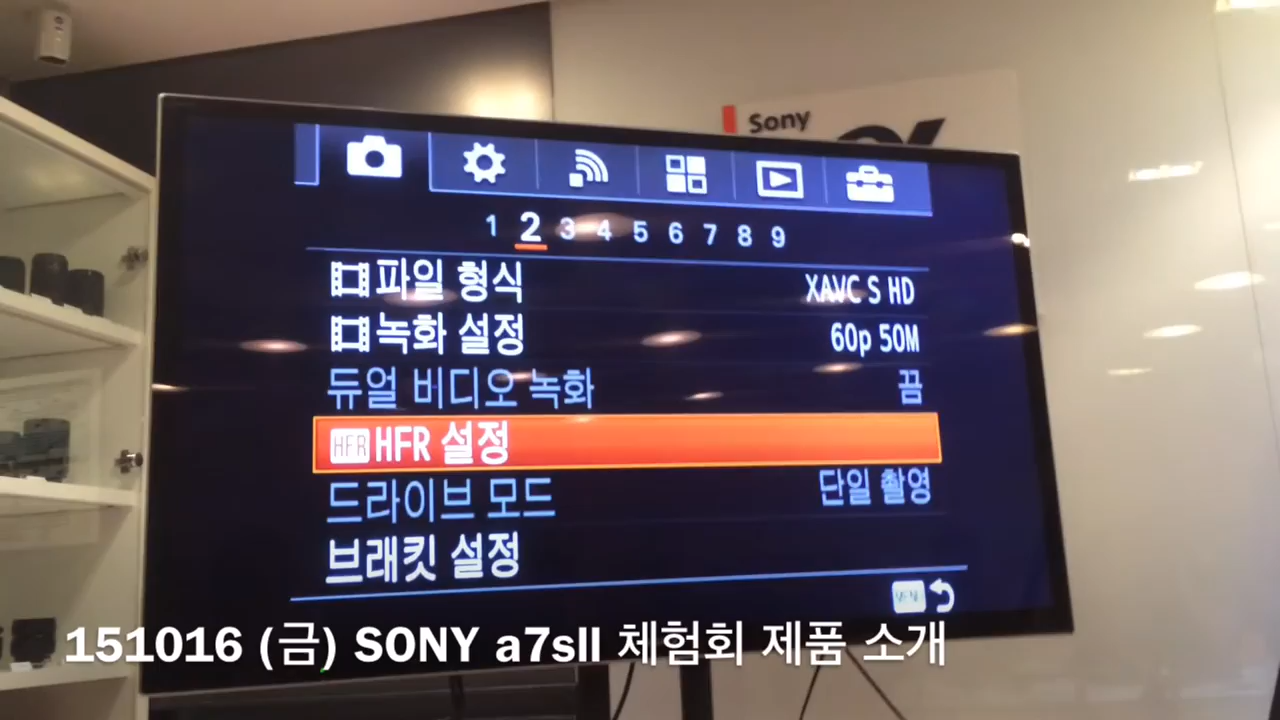 Sony
1 2 3 4 5 6 7 8 9
파일 형식 XAVC S HD
녹화 설정 60p 50M
듀얼 비디오 녹화 끔
HFR HFR 설정
드라이브 모드 단일 촬영
브래킷 설정
151016 (금) SONY a7sII 체험회 제품 소개